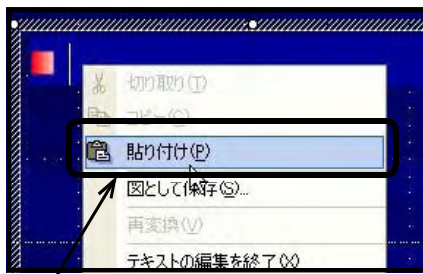 切り取り(T)
コピー(C)
貼り付け(P)
図として保存(S)...
再変換(V)
テキストの編集を終了(X)